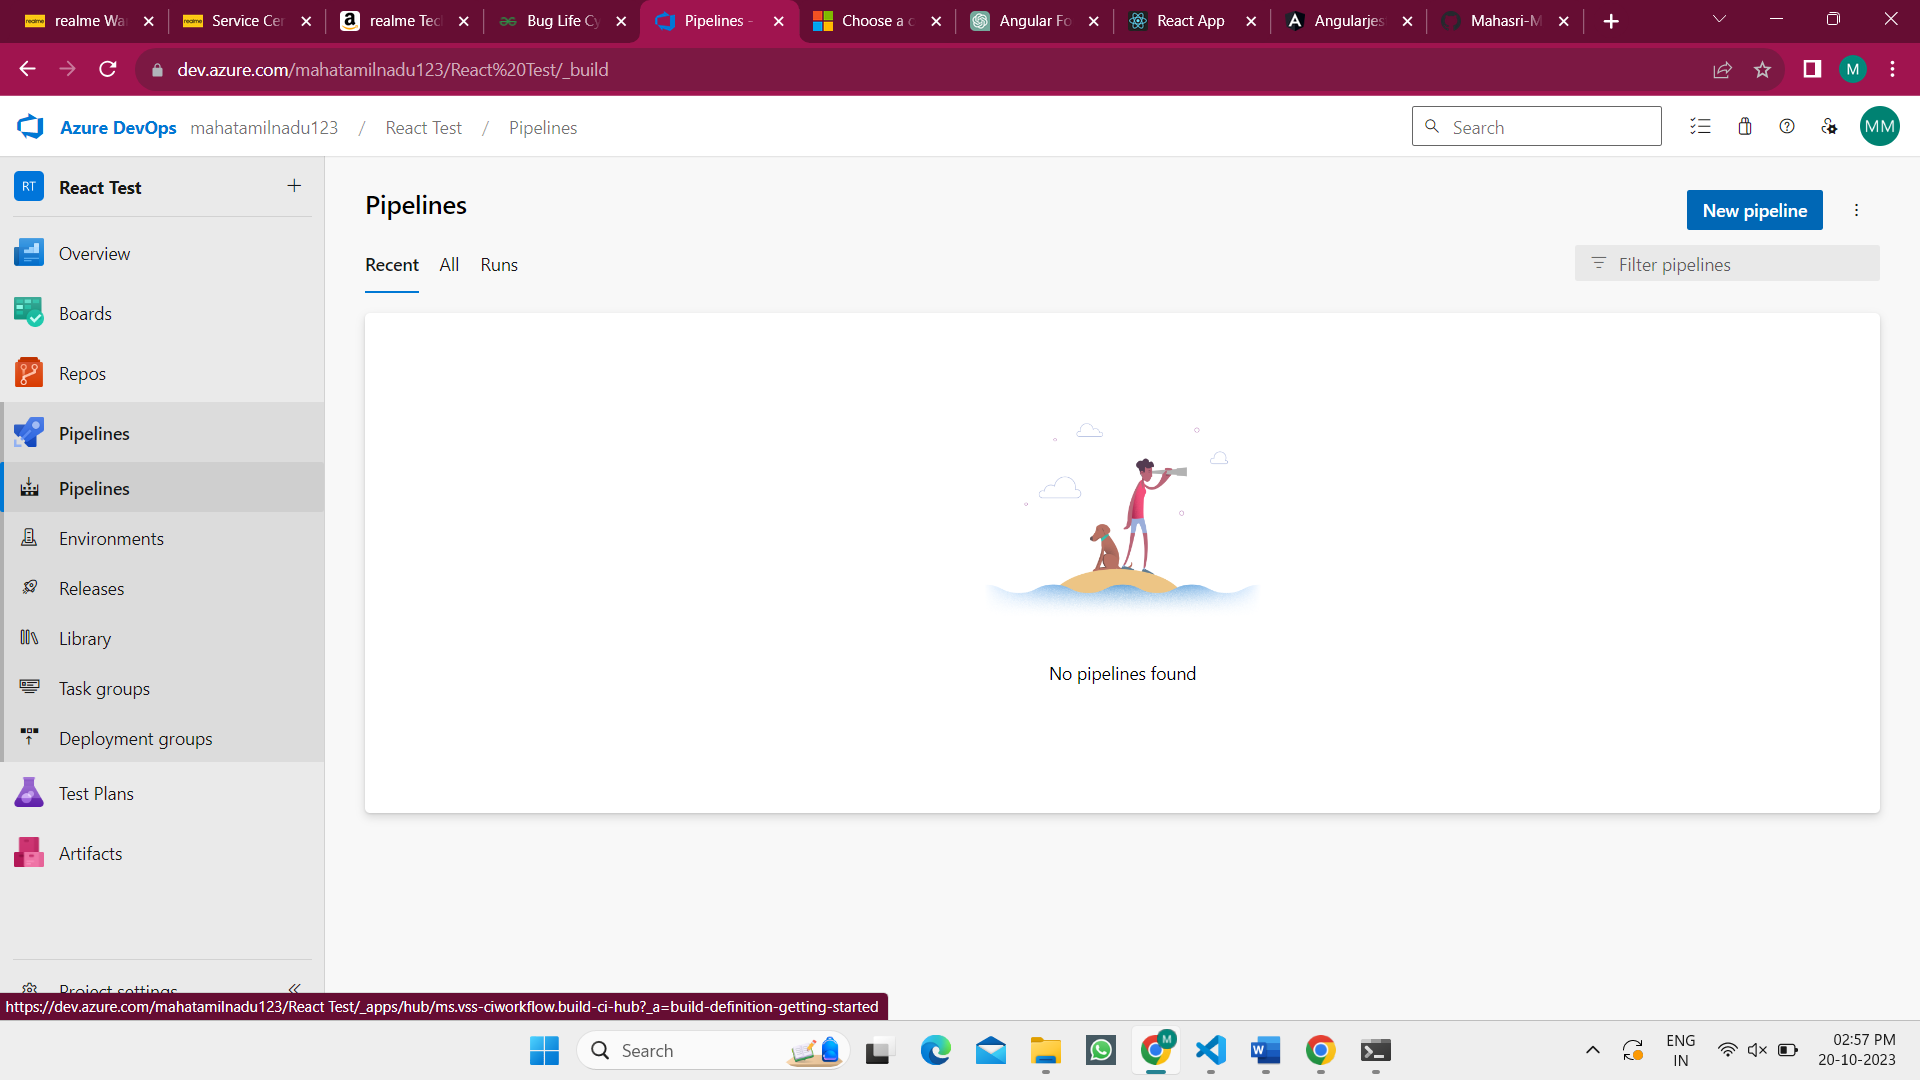 realme Wa
Service Cen
realme Tec
Bug Life Cy
Pipelines -
Choose a c
Angular Fo
React App
Angularjes
Mahasri-M
dev.azure.com/mahatamilnadu123/React%20Test/_build
M
Azure DevOps
mahatamilnadu123 / React Test / Pipelines
Search
MM
RT
React Test
Overview
Boards
Repos
Pipelines
Pipelines
Environments
Releases
Library
Task groups
Deployment groups
Test Plans
Artifacts
Project settings
Pipelines
New pipeline
Recent
All
Runs
Filter pipelines
No pipelines found
https://dev.azure.com/mahatamilnadu123/React Test/_apps/hub/ms.vss-ciworkflow.build-ci-hub?_a=build-definition-getting-started
Search
M
ENG
IN
02:57 PM
20-10-2023